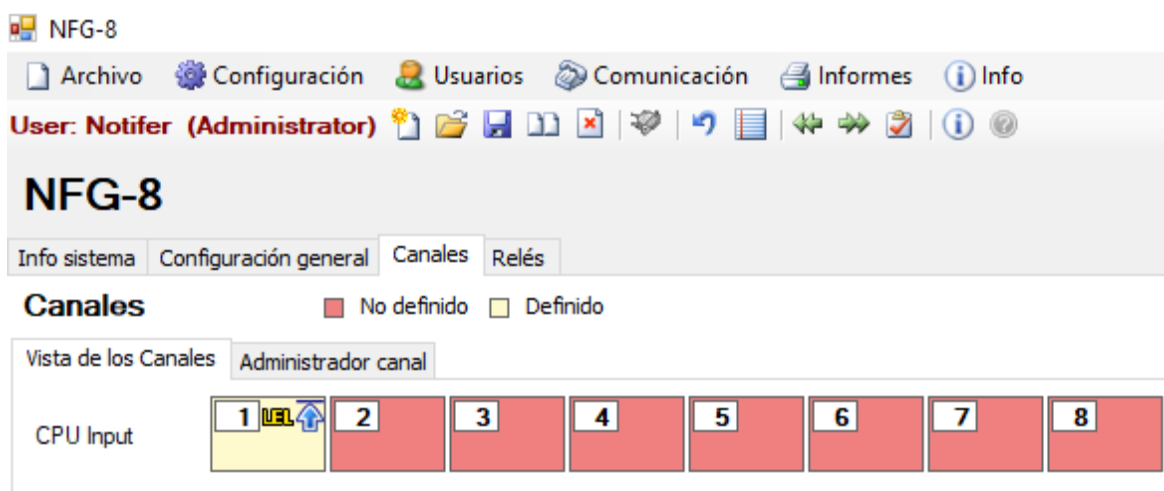 NFG-8
Archivo Configuración Usuarios Comunicación Informes Info
User: Notifer (Administrator)
NFG-8
Info sistema Configuración general Canales Relés
Canales No definido Definido
Vista de los Canales Administrador canal
CPU Input 1 UEL 2 3 4 5 6 7 8